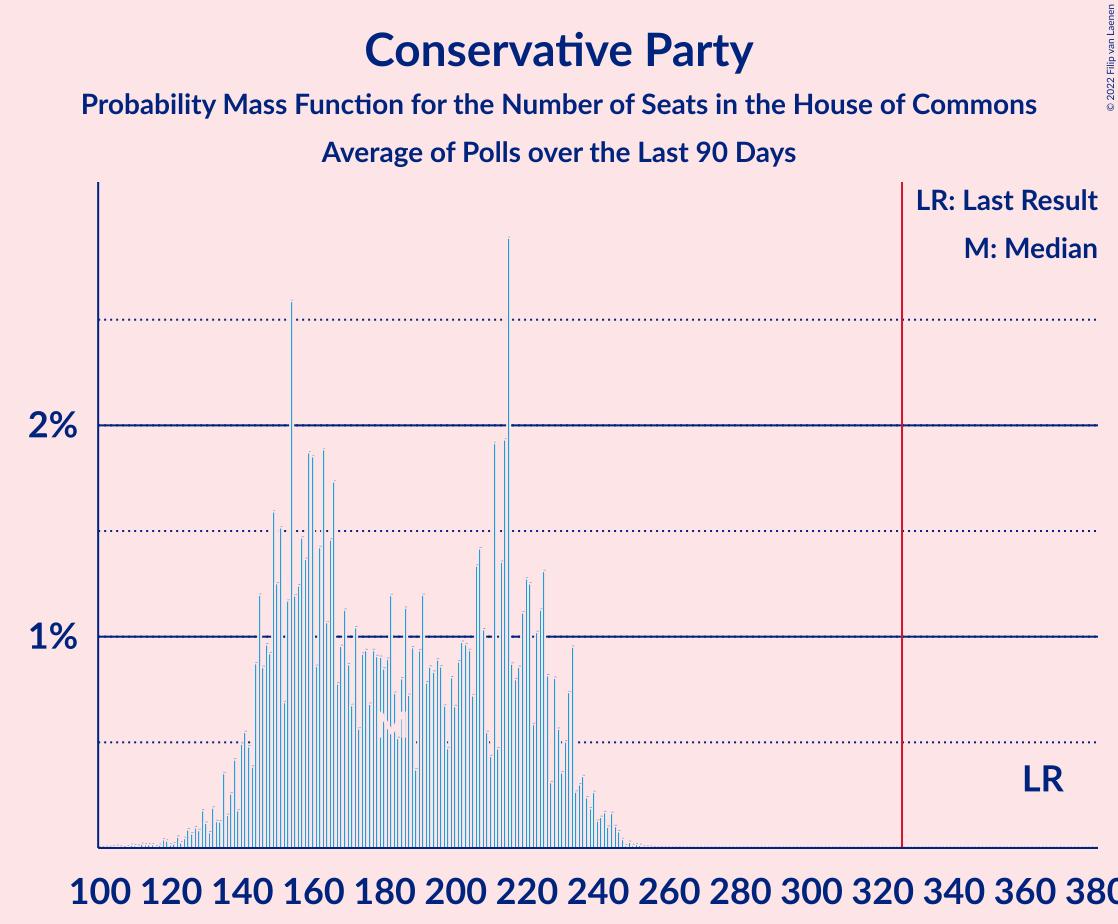 Conservative Party
Probability Mass Function for the Number of Seats in the House of Commons
Average of Polls over the Last 90 Days
© 2022 Filip van Laenen
LR: Last Result
M: Median
2%
1%
M
LR
100 120 140 160 180 200 220 240 260 280 300 320 340 360 380